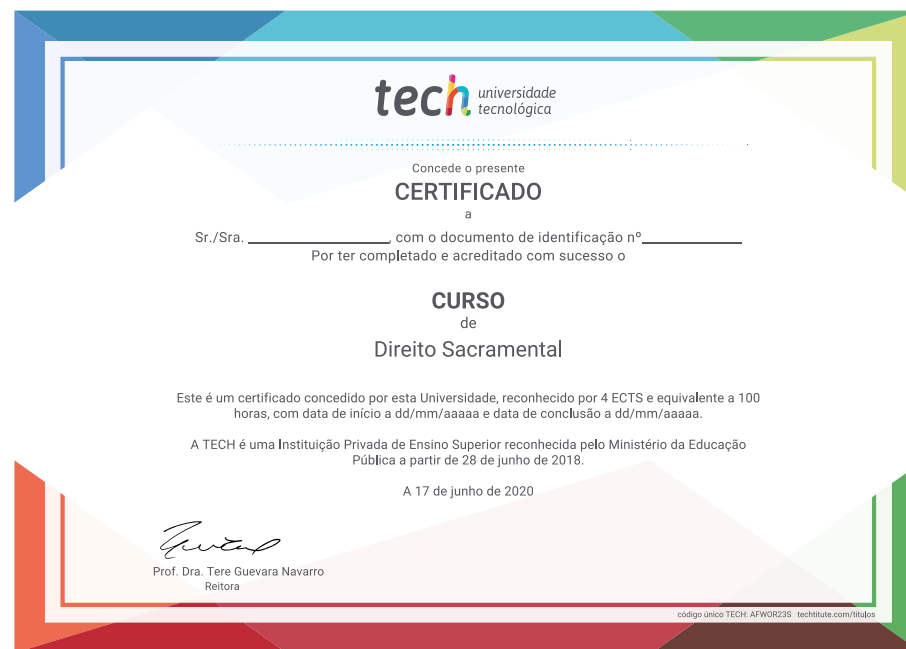 tech universidade
tecnológica
Concede o presente
CERTIFICADO
a
Sr./Sra. ______________, com o documento de identificação nº__________
Por ter completado e acreditado com sucesso o
CURSO
de
Direito Sacramental
Este é um certificado concedido por esta Universidade, reconhecido por 4 ECTS e equivalente a 100
horas, com data de início a dd/mm/aaaaa e data de conclusão a dd/mm/aaaaa.
A TECH é uma Instituição Privada de Ensino Superior reconhecida pelo Ministério da Educação
Pública a partir de 28 de junho de 2018.
A 17 de junho de 2020
Prof. Dra. Tere Guevara Navarro
Reitora
código único TECH: AFWOR23S techtitute.com/titulos